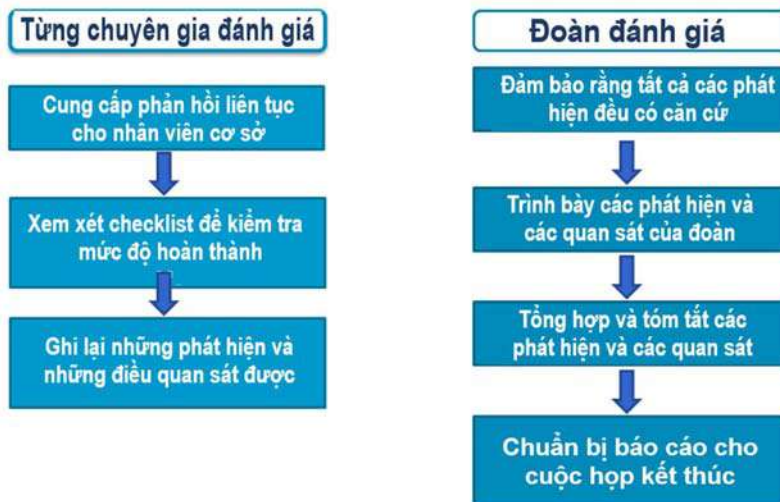 Từng chuyên gia đánh giá
Cung cấp phản hồi liên tục
cho nhân viên cơ sở
Xem xét checklist để kiểm tra
mức độ hoàn thành
Ghi lại những phát hiện và
những điều quan sát được
Đoàn đánh giá
Đảm bảo rằng tất cả các phát
hiện đều có căn cứ
Trình bày các phát hiện và
các quan sát của đoàn
Tổng hợp và tóm tắt các
phát hiện và các quan sát
Chuẩn bị báo cáo cho
cuộc họp kết thúc